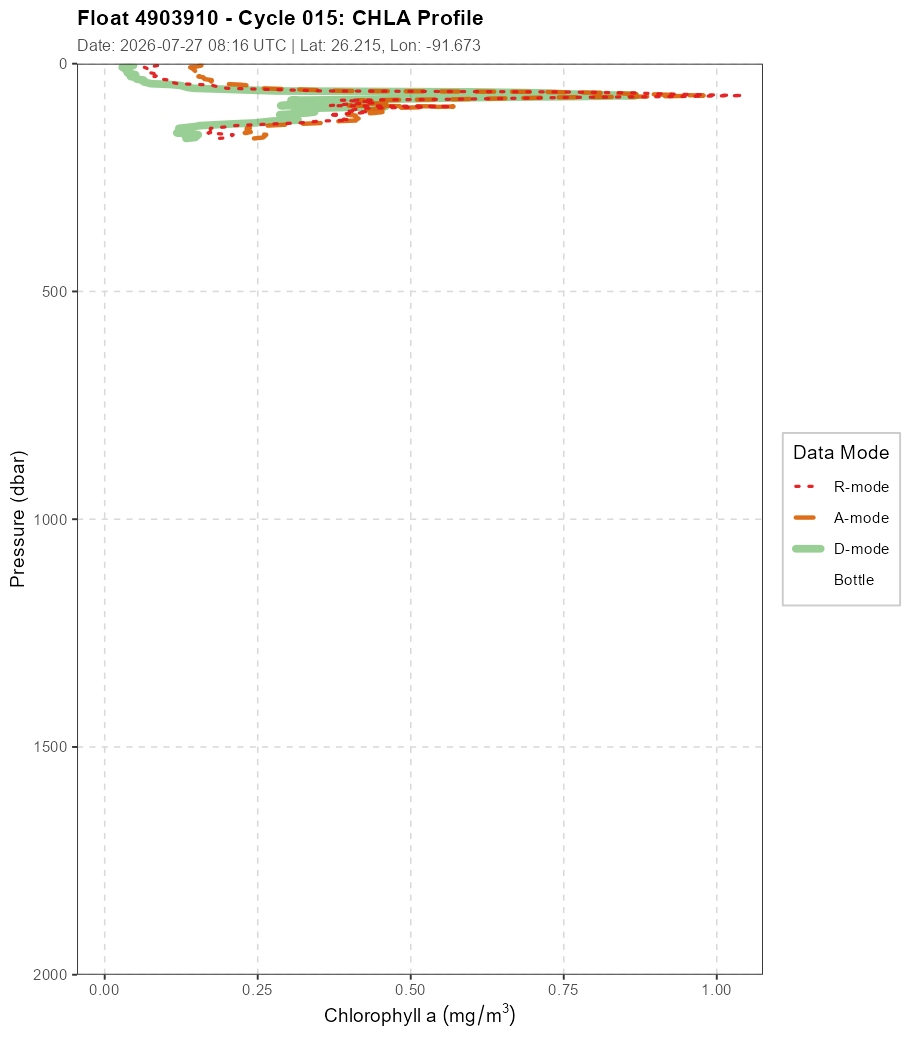 Float 4903910 - Cycle 015: CHLA Profile
Date: 2026-07-27 08:16 UTC | Lat: 26.215, Lon: -91.673
0
500
1000
1500
2000
Pressure (dbar)
0.00 0.25 0.50 0.75 1.00
Chlorophyll a (mg/m³)
Data Mode
R-mode
A-mode
D-mode
Bottle